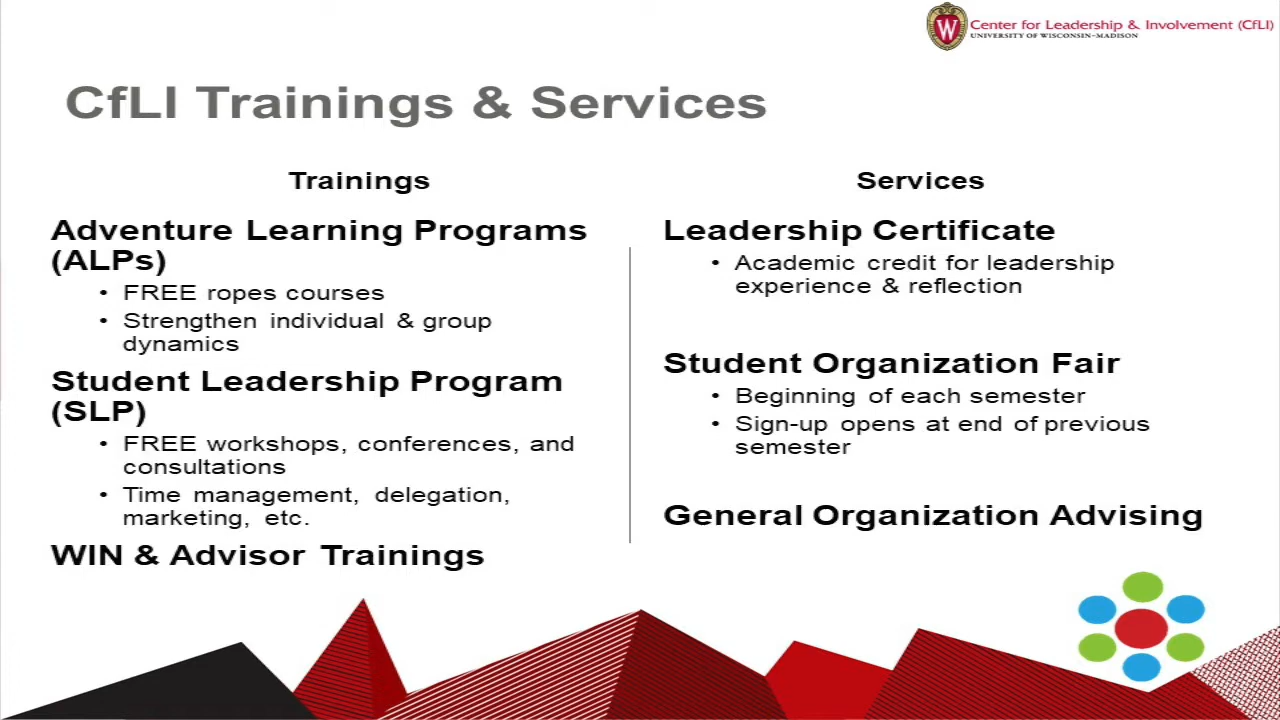 W Center for Leadership & Involvement (CfLI)
UNIVERSITY OF WISCONSIN–MADISON
CfLI Trainings & Services
Trainings
Adventure Learning Programs
(ALPs)
• FREE ropes courses
• Strengthen individual & group
dynamics
Student Leadership Program
(SLP)
• FREE workshops, conferences, and
consultations
• Time management, delegation,
marketing, etc.
WIN & Advisor Trainings
Services
Leadership Certificate
• Academic credit for leadership
experience & reflection
Student Organization Fair
• Beginning of each semester
• Sign-up opens at end of previous
semester
General Organization Advising